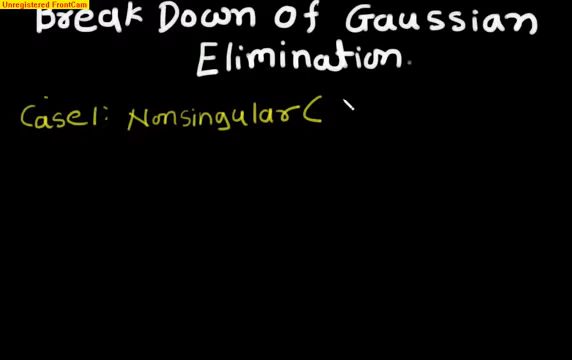 Unregistered FrontCam
Break Down of Gaussian
Elimination.
Case1: Nonsingular (